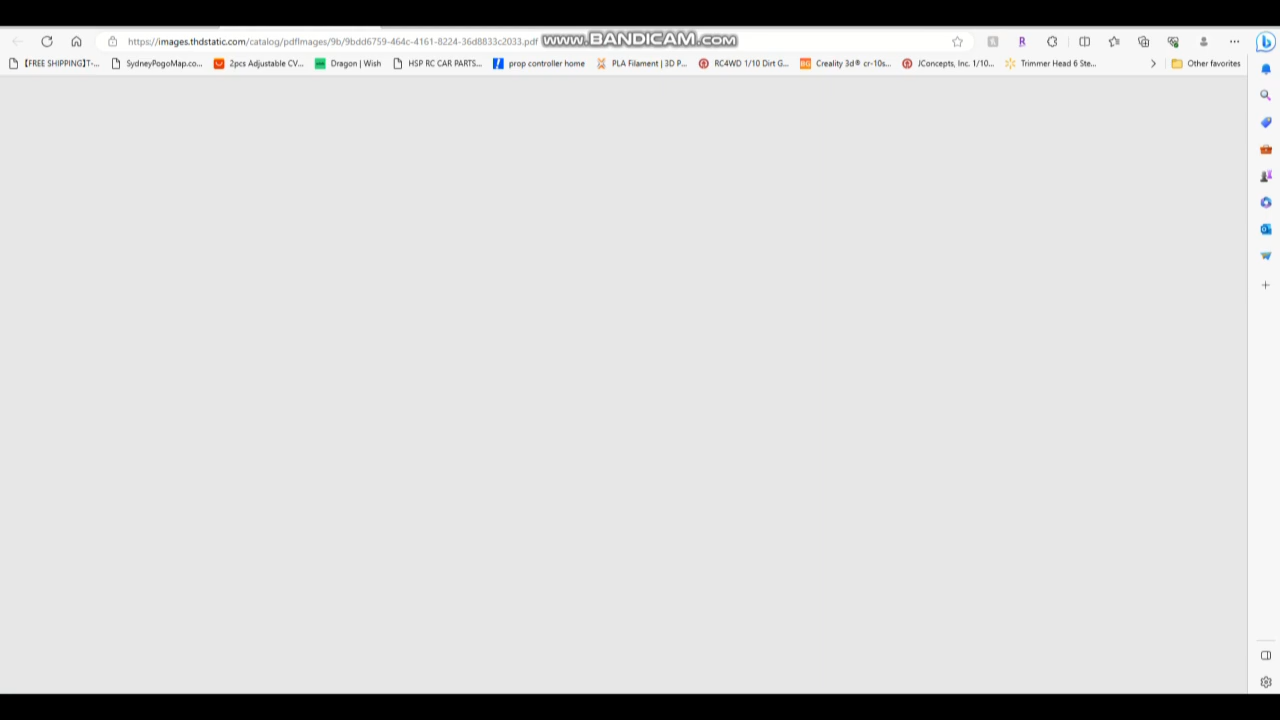 https://images.thdstatic.com/catalog/pdfImages/9b/9bdd6759-464c-4161-8224-36d8833c2033.pdf
www.BANDICAM.com
【FREE SHIPPING】T-...
SydneyPogoMap.co...
2pcs Adjustable CV...
Dragon | Wish
HSP RC CAR PARTS...
prop controller home
PLA Filament | 3D P...
RC4WD 1/10 Dirt G...
Creality 3d® cr-10s...
JConcepts, Inc. 1/10...
Trimmer Head 6 Ste...
Other favorites